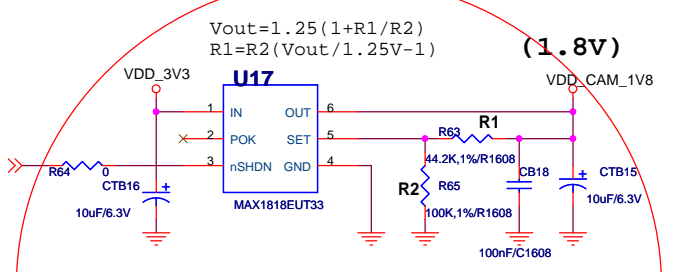 Vout=1.25(1+R1/R2)
R1=R2(Vout/1.25V-1)
(1.8V)
VDD_3V3
U17
VDD_CAM_1V8
1 IN OUT 6
2 POK SET 5
3 nSHDN GND 4
R63 R1
44.2K,1%/R1608
R64 0
CTB16
10uF/6.3V
R2 R65
100K,1%/R1608
CB18
100nF/C1608
CTB15
10uF/6.3V
MAX1818EUT33